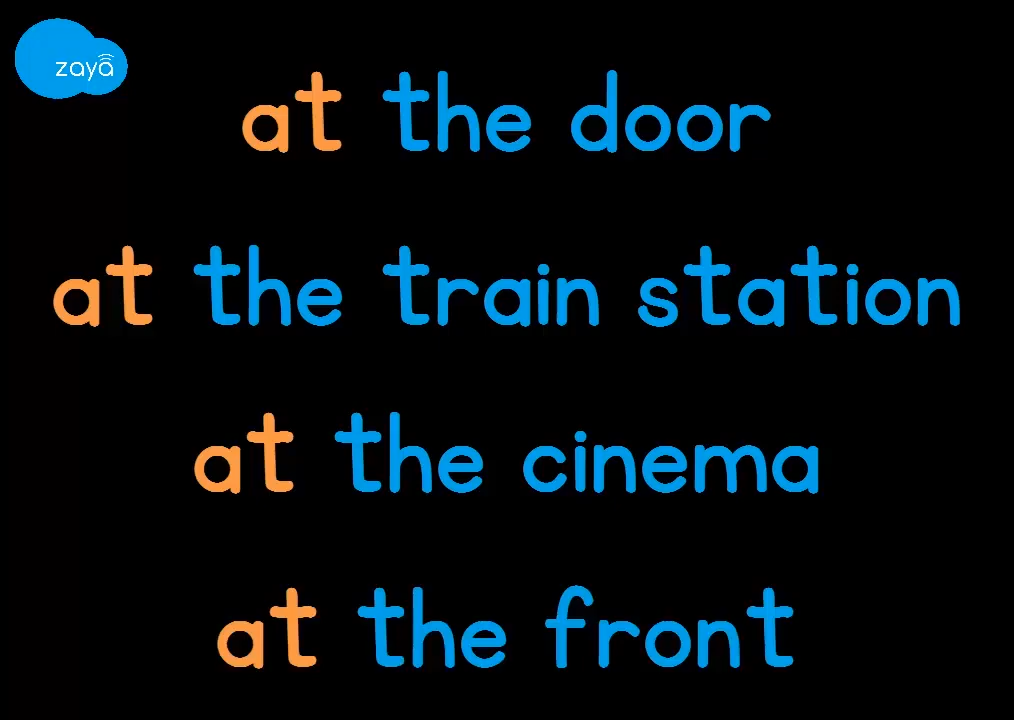 zaya
at the door
at the train station
at the cinema
at the front